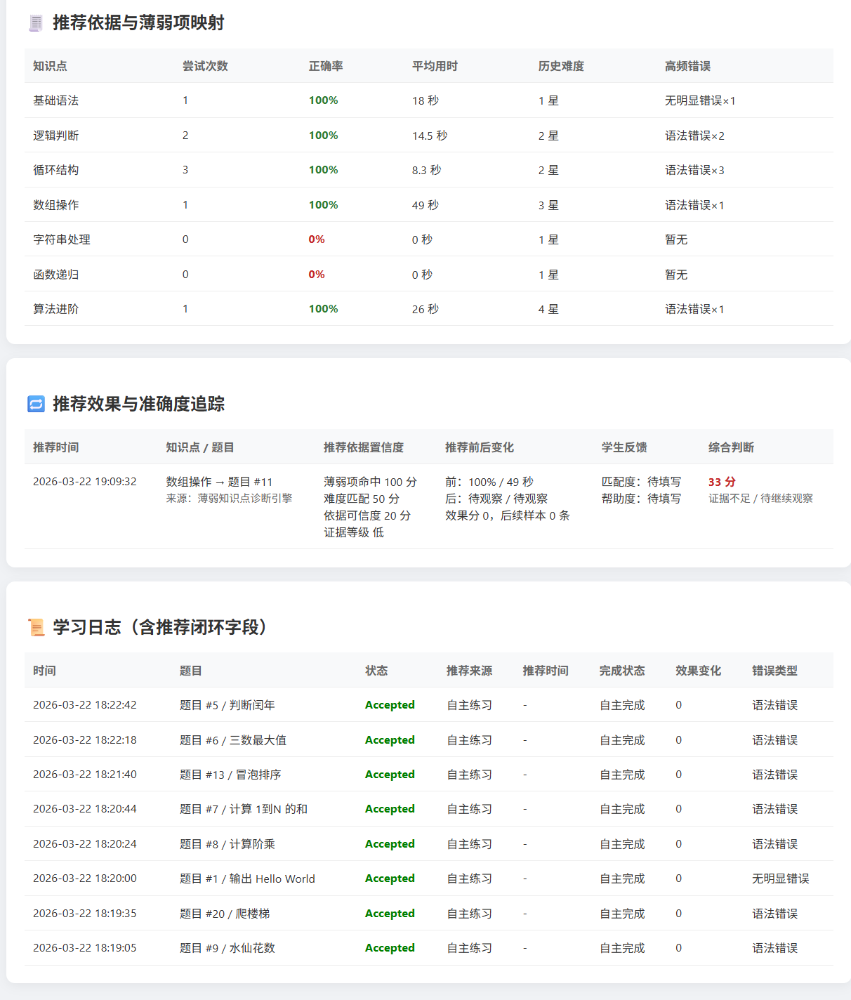 推荐依据与薄弱项映射
知识点 尝试次数 正确率 平均用时 历史难度 高频错误
基础语法 1 100% 18 秒 1 星 无明显错误×1
逻辑判断 2 100% 14.5 秒 2 星 语法错误×2
循环结构 3 100% 8.3 秒 2 星 语法错误×3
数组操作 1 100% 49 秒 3 星 语法错误×1
字符串处理 0 0% 0 秒 1 星 暂无
函数递归 0 0% 0 秒 1 星 暂无
算法进阶 1 100% 26 秒 4 星 语法错误×1
推荐效果与准确度追踪
推荐时间 知识点 / 题目 推荐依据置信度 推荐前后变化 学生反馈 综合判断
2026-03-22 19:09:32 数组操作 → 题目 #11 薄弱项命中 100 分 前：100% / 49 秒 匹配度：待填写 33 分
来源：薄弱知识点诊断引擎 难度匹配 50 分 后：待观察 / 待观察 帮助度：待填写 证据不足 / 待继续观察
依据可信度 20 分 效果分 0，后续样本 0 条
证据等级 低
学习日志（含推荐闭环字段）
时间 题目 状态 推荐来源 推荐时间 完成状态 效果变化 错误类型
2026-03-22 18:22:42 题目 #5 / 判断闰年 Accepted 自主练习 - 自主完成 0 语法错误
2026-03-22 18:22:18 题目 #6 / 三数最大值 Accepted 自主练习 - 自主完成 0 语法错误
2026-03-22 18:21:40 题目 #13 / 冒泡排序 Accepted 自主练习 - 自主完成 0 语法错误
2026-03-22 18:20:44 题目 #7 / 计算 1到N 的和 Accepted 自主练习 - 自主完成 0 语法错误
2026-03-22 18:20:24 题目 #8 / 计算阶乘 Accepted 自主练习 - 自主完成 0 语法错误
2026-03-22 18:20:00 题目 #1 / 输出 Hello World Accepted 自主练习 - 自主完成 0 无明显错误
2026-03-22 18:19:35 题目 #20 / 爬楼梯 Accepted 自主练习 - 自主完成 0 语法错误
2026-03-22 18:19:05 题目 #9 / 水仙花数 Accepted 自主练习 - 自主完成 0 语法错误